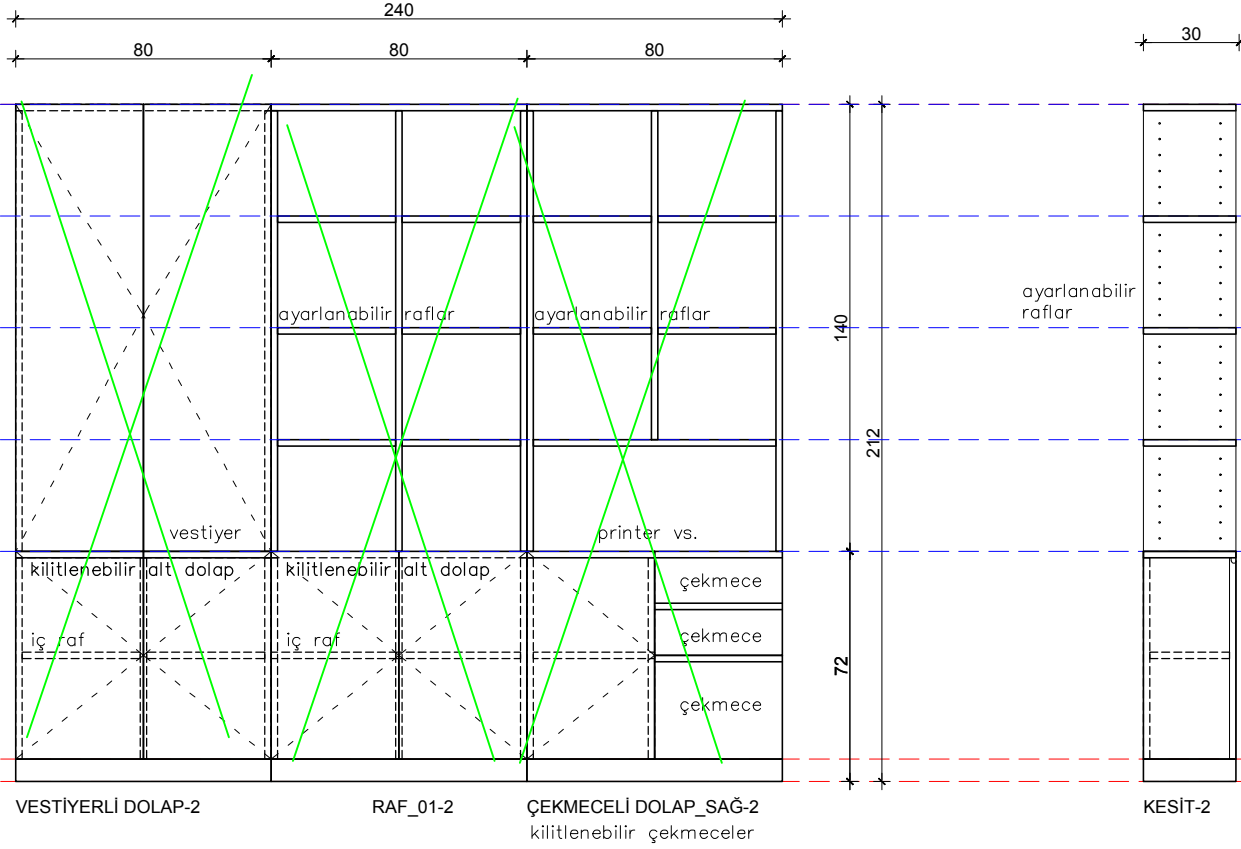 240
80
80
80
30
ayarlanabilir raflar
ayarlanabilir raflar
ayarlanabilir
raflar
140
212
vestiyer
printer vs.
kilitlenebilir alt dolap
kilitlenebilir alt dolap
çekmece
iç raf
iç raf
çekmece
72
çekmece
VESTİYERLİ DOLAP-2
RAF_01-2
ÇEKMECELİ DOLAP_SAĞ-2
KESİT-2
kilitlenebilir çekmeceler